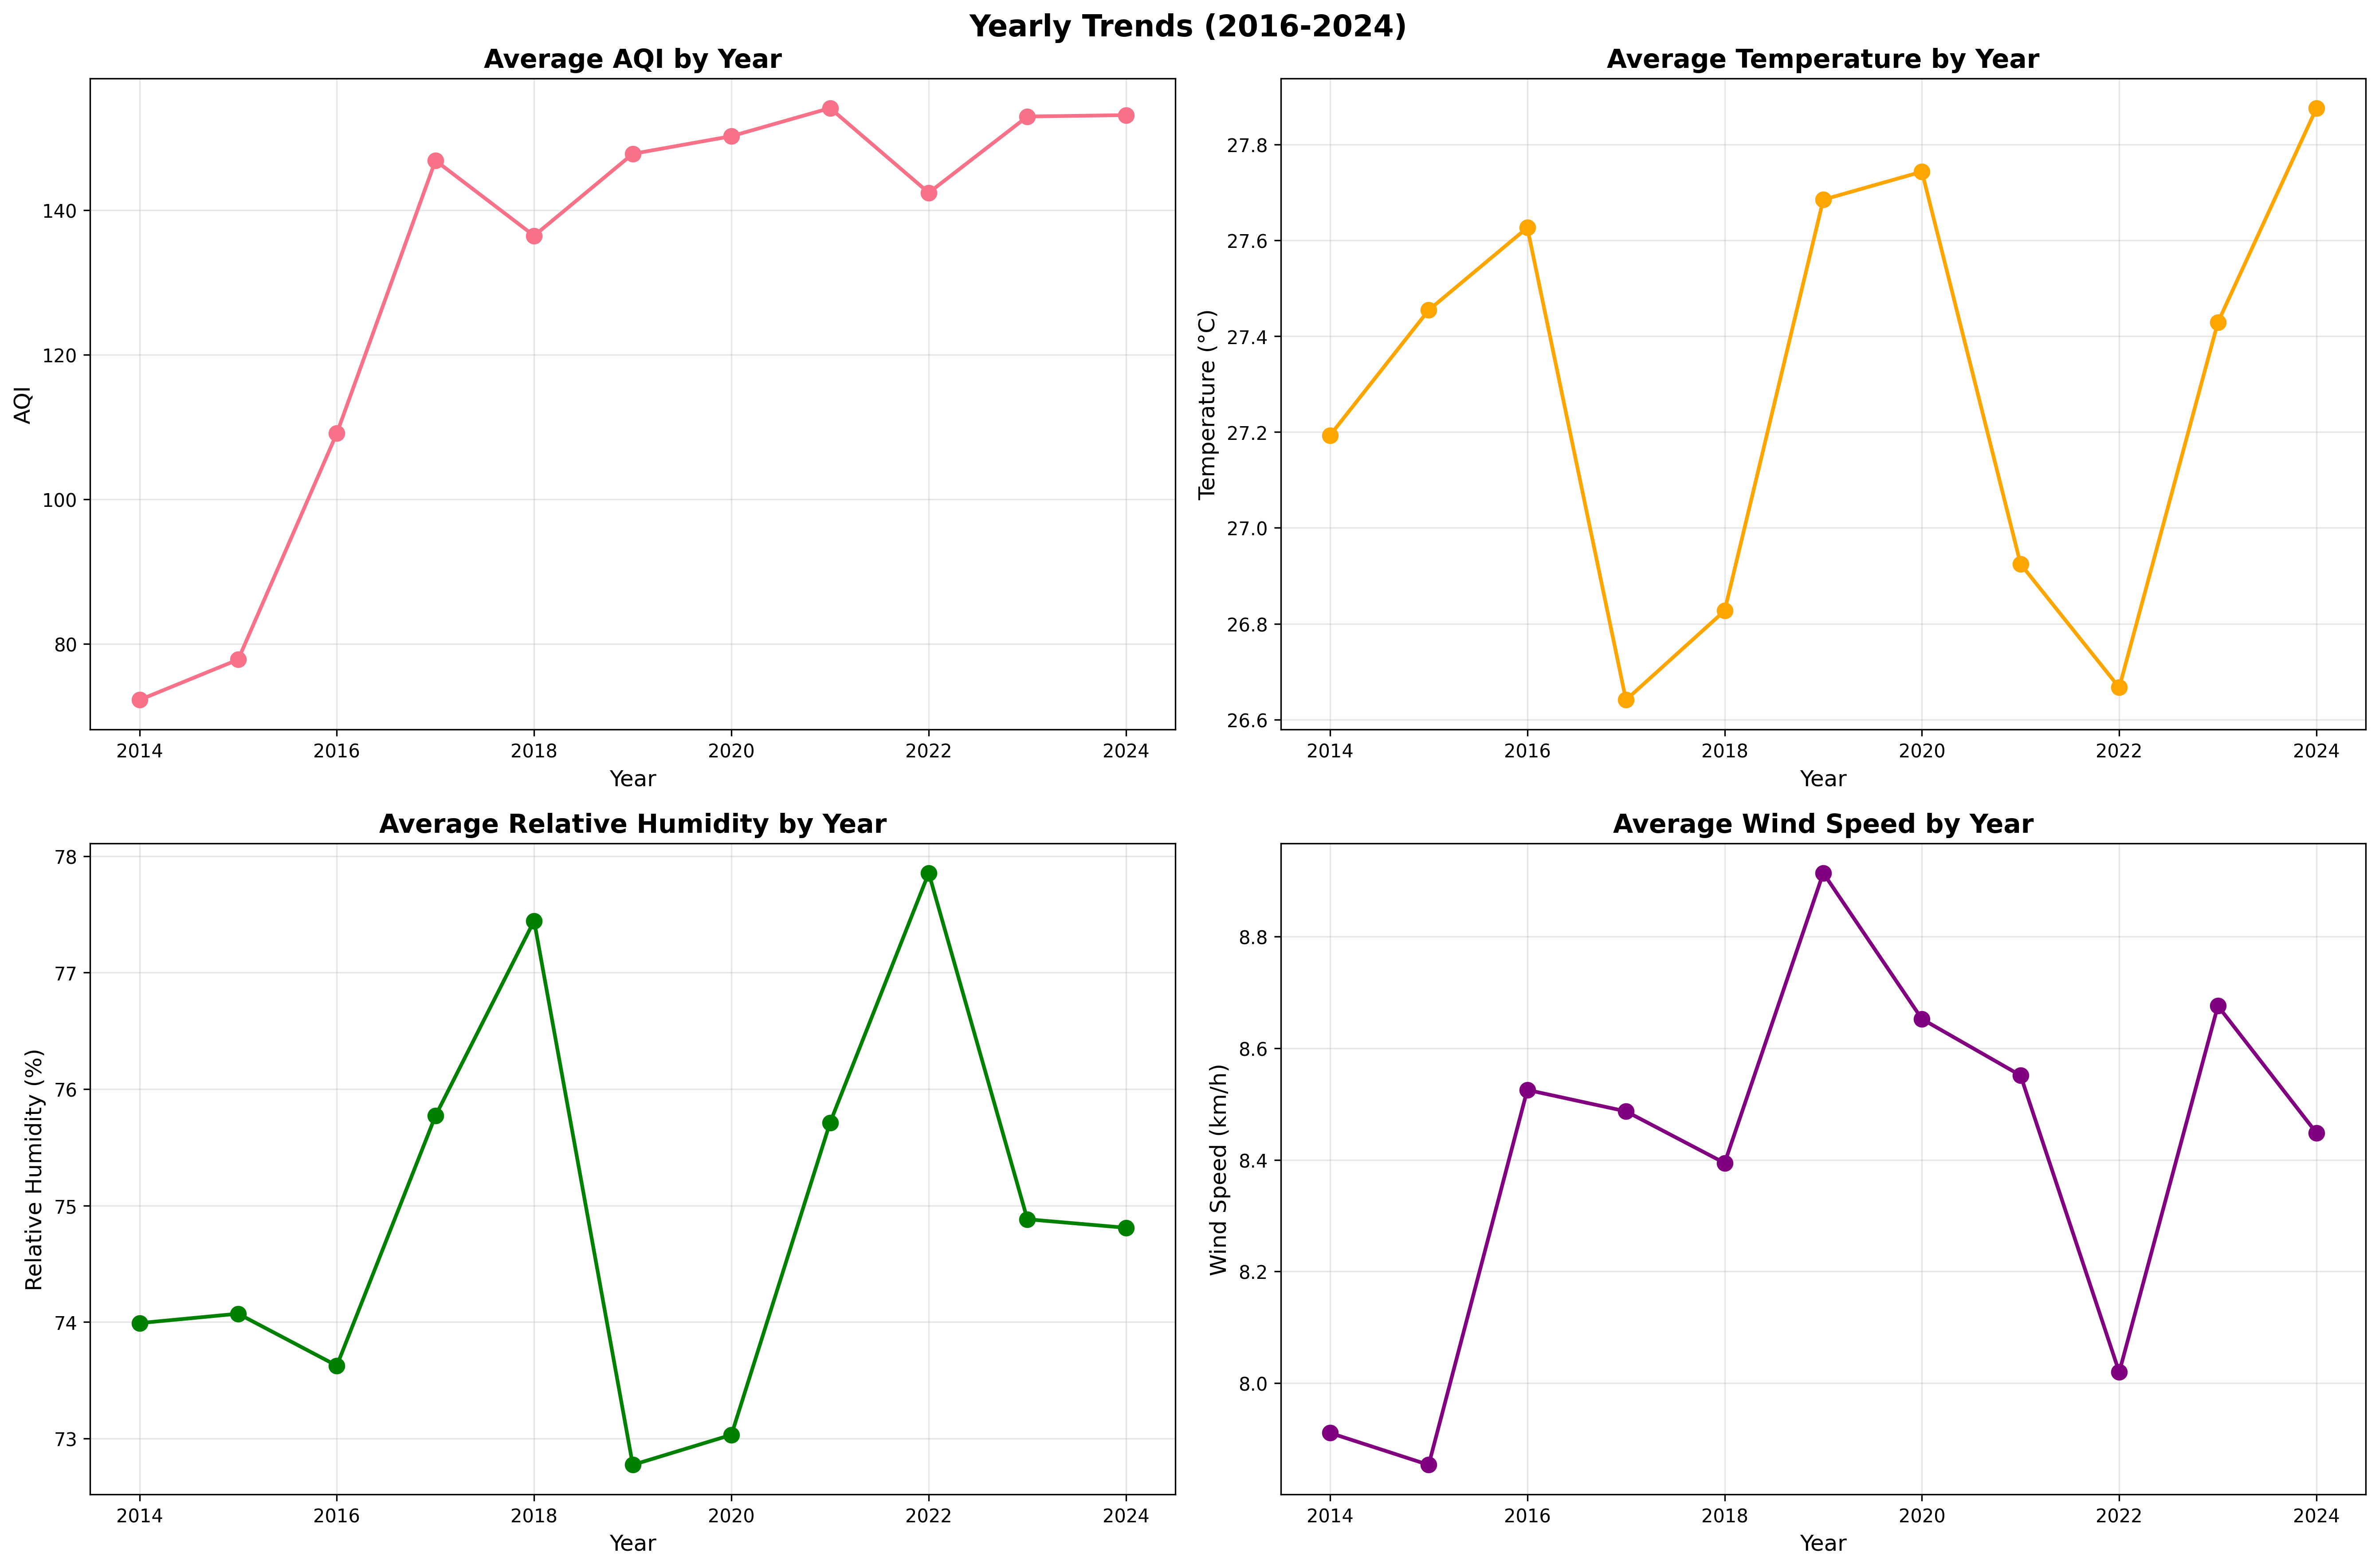 Yearly Trends (2016-2024)
Average AQI by Year
AQI
140
120
100
80
2014 2016 2018 2020 2022 2024
Year
Average Temperature by Year
Temperature (°C)
27.8
27.6
27.4
27.2
27.0
26.8
26.6
2014 2016 2018 2020 2022 2024
Year
Average Relative Humidity by Year
Relative Humidity (%)
78
77
76
75
74
73
2014 2016 2018 2020 2022 2024
Year
Average Wind Speed by Year
Wind Speed (km/h)
8.8
8.6
8.4
8.2
8.0
2014 2016 2018 2020 2022 2024
Year